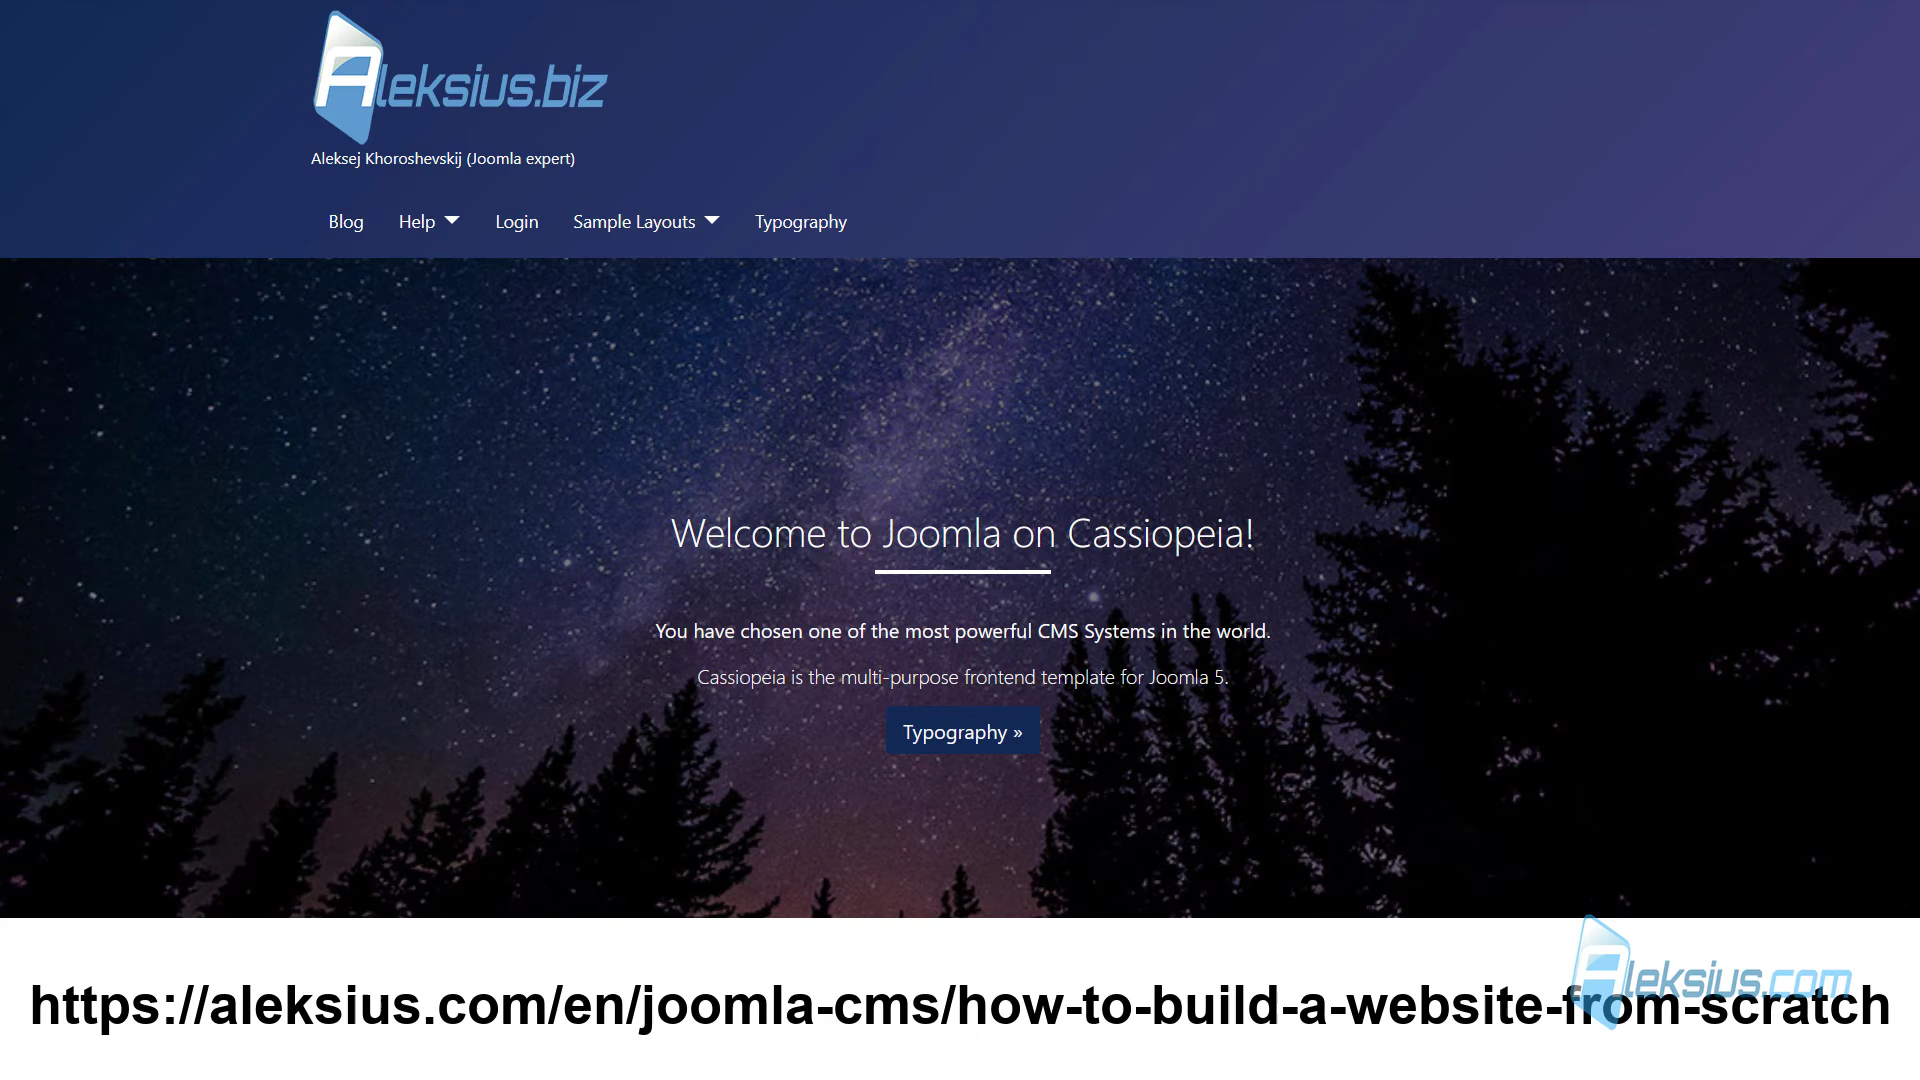 Aleksius.biz
Aleksej Khoroshevskij (Joomla expert)
Blog Help Login Sample Layouts Typography
Welcome to Joomla on Cassiopeia!
You have chosen one of the most powerful CMS Systems in the world.
Cassiopeia is the multi-purpose frontend template for Joomla 5.
Typography »
Aleksius.com
https://aleksius.com/en/joomla-cms/how-to-build-a-website-from-scratch